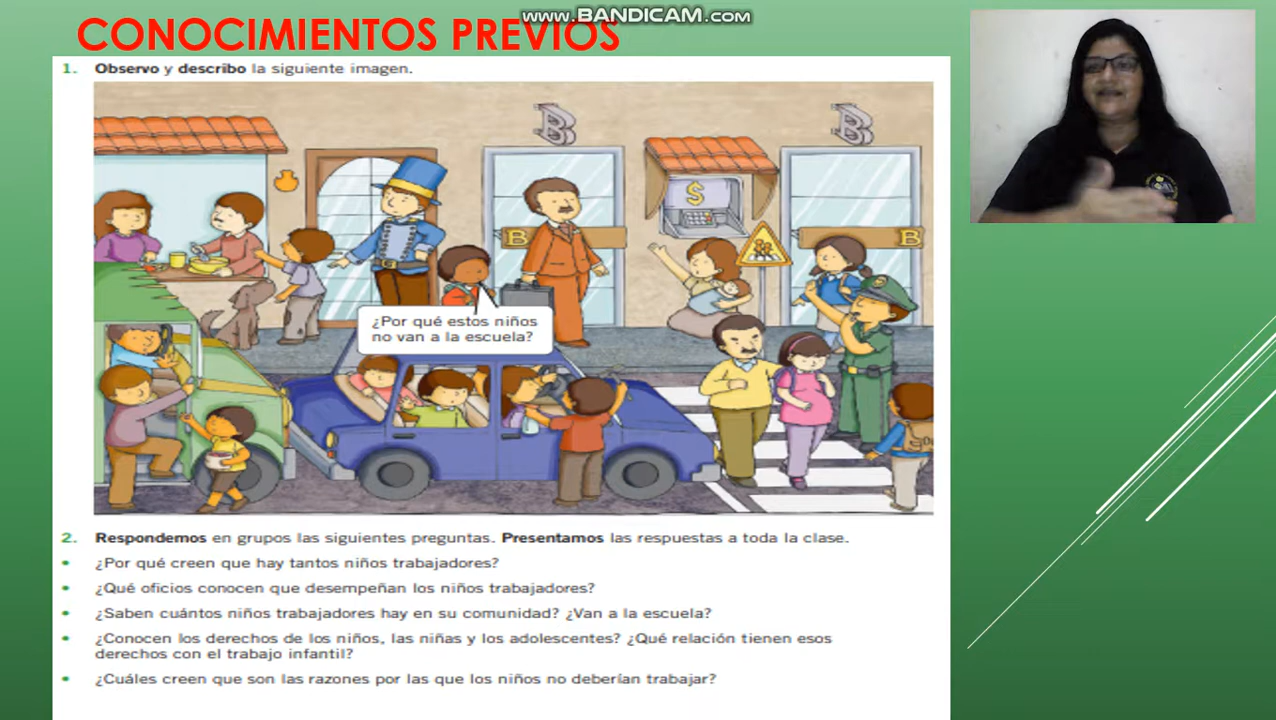 www.BANDICAM.com
CONOCIMIENTOS PREVIOS
1. Observo y describo la siguiente imagen.
B
B
$
B
B
¿Por qué estos niños
no van a la escuela?
2. Respondemos en grupos las siguientes preguntas. Presentamos las respuestas a toda la clase.
• ¿Por qué creen que hay tantos niños trabajadores?
• ¿Qué oficios conocen que desempeñan los niños trabajadores?
• ¿Saben cuántos niños trabajadores hay en su comunidad? ¿Van a la escuela?
• ¿Conocen los derechos de los niños, las niñas y los adolescentes? ¿Qué relación tienen esos
derechos con el trabajo infantil?
• ¿Cuáles creen que son las razones por las que los niños no deberían trabajar?